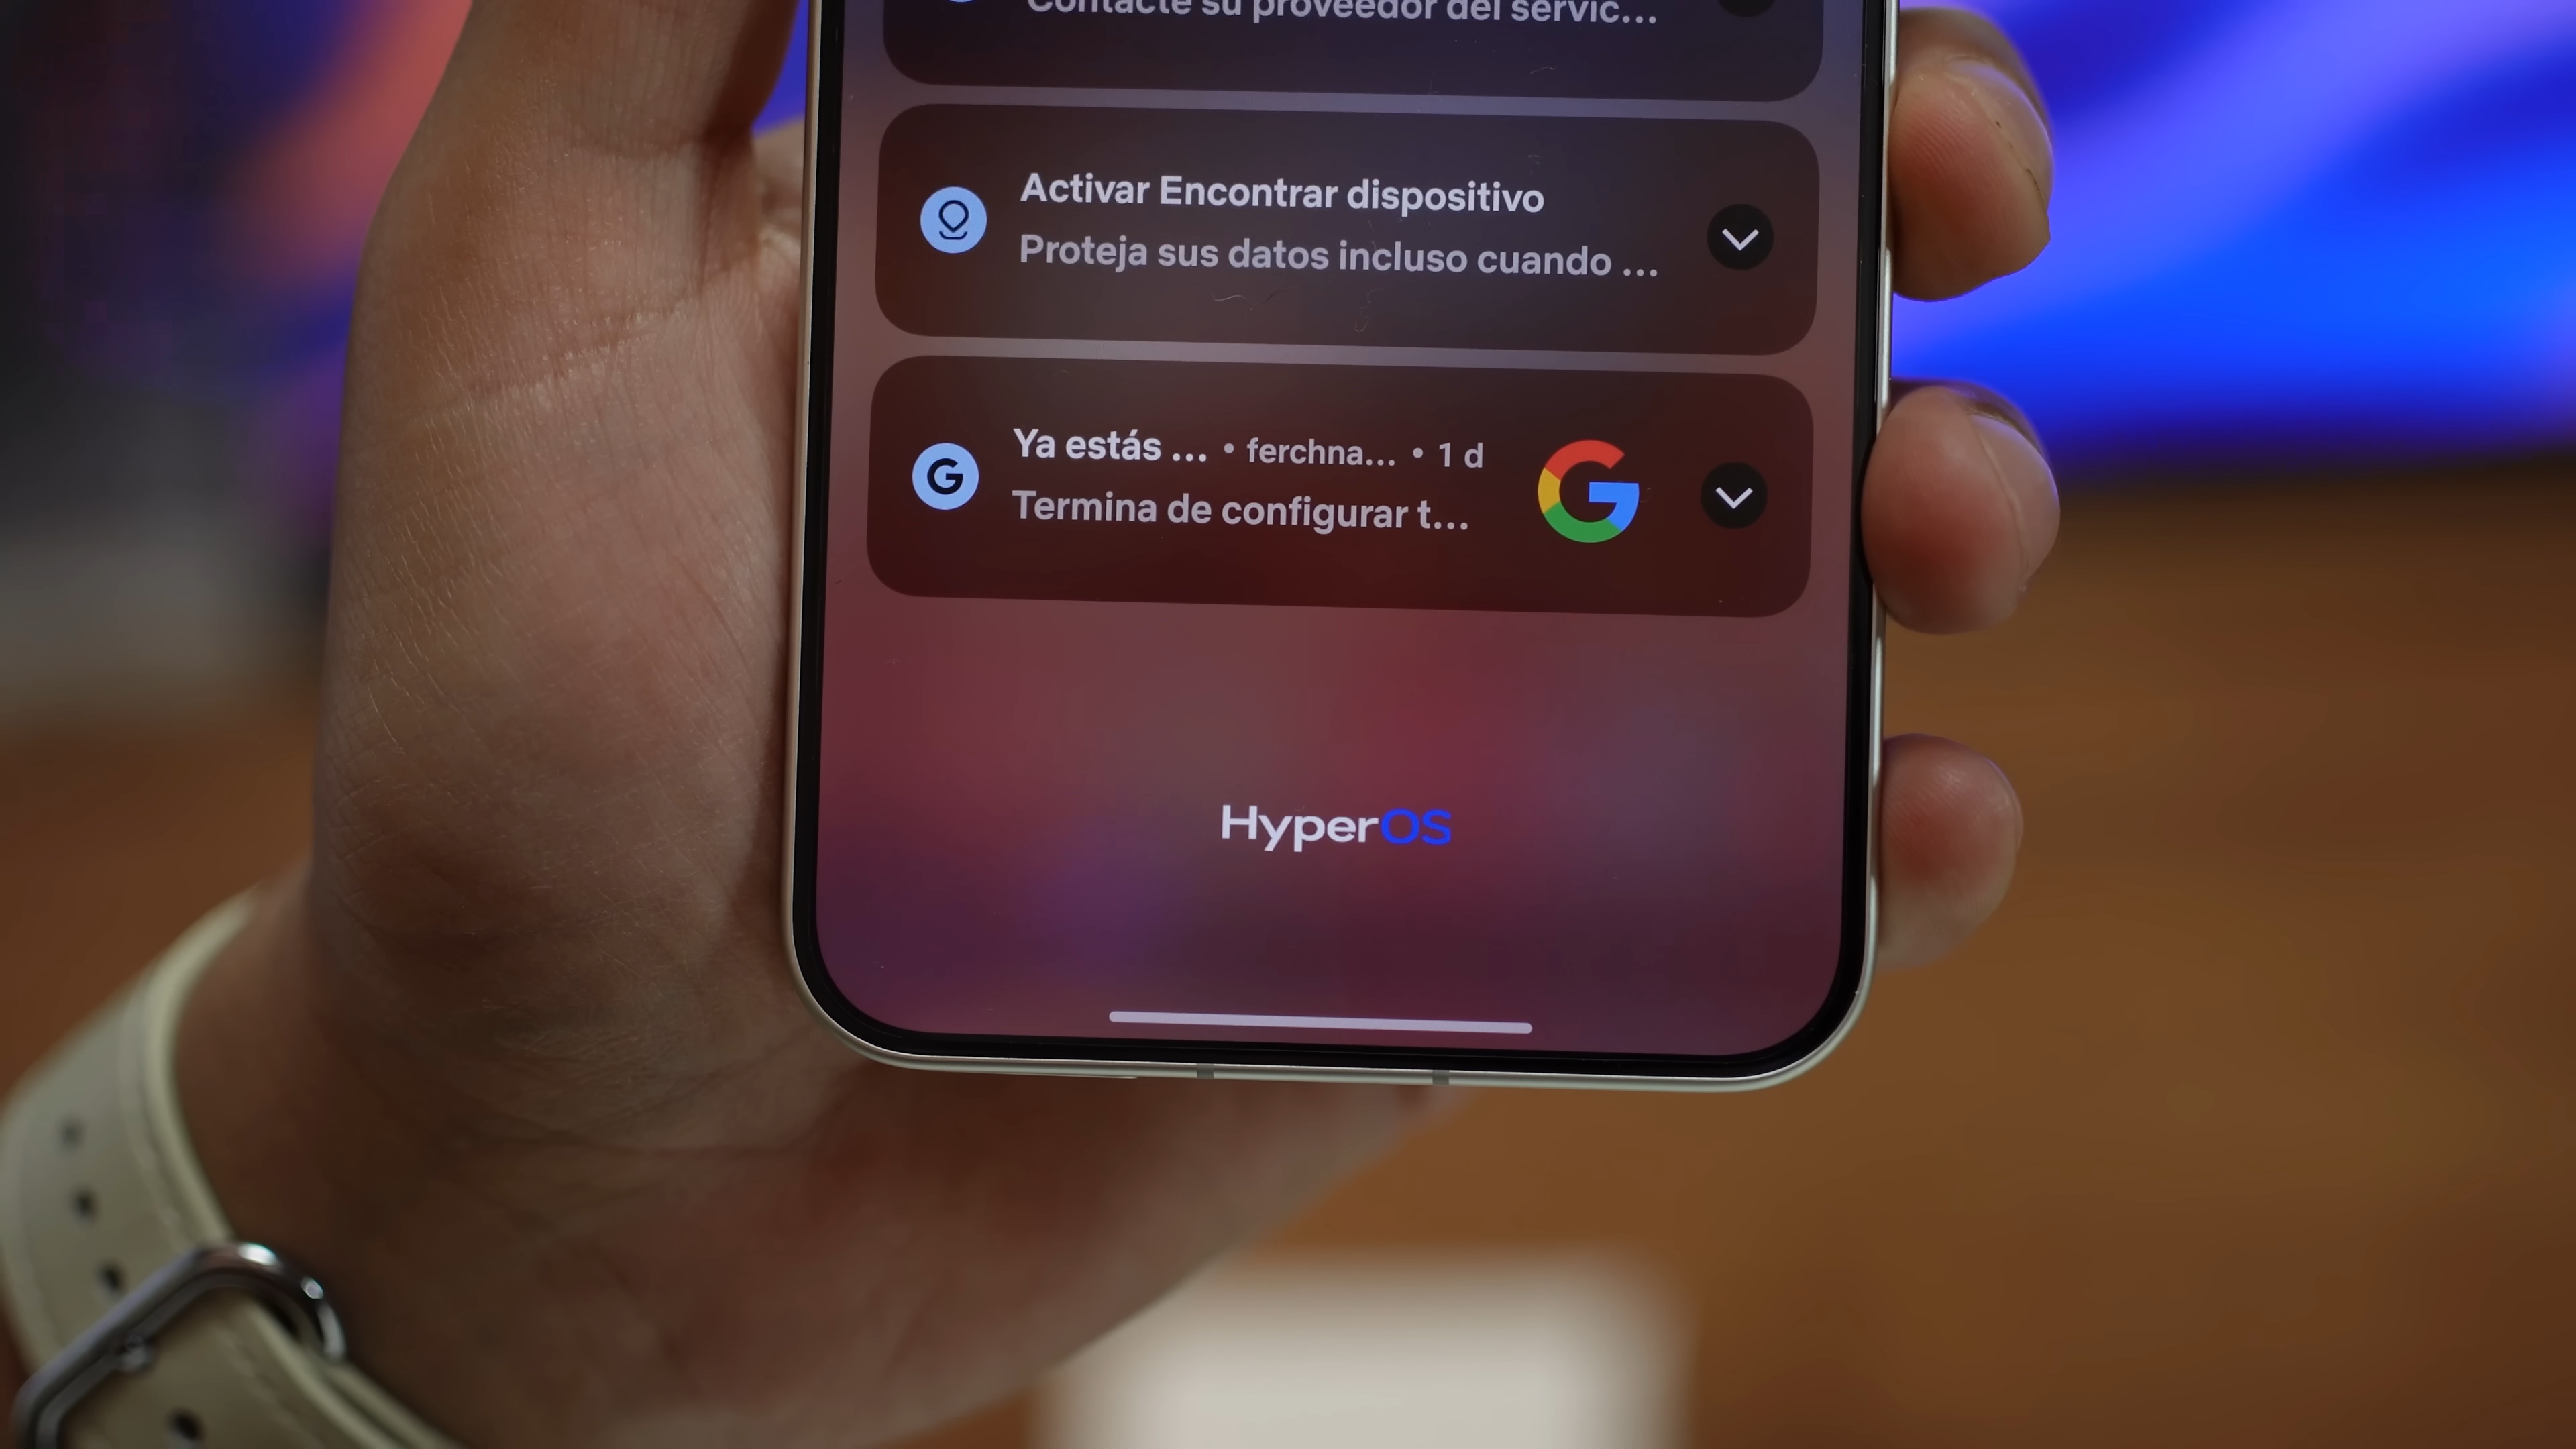 Contacte su proveedor del servic...
Activar Encontrar dispositivo
Proteja sus datos incluso cuando ...
Ya estás ... • ferchna... • 1 d
Termina de configurar t...
HyperOS